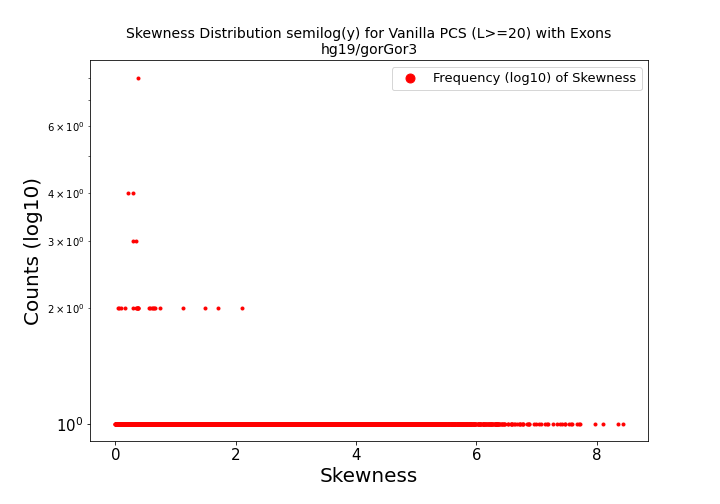 Skewness Distribution semilog(y) for Vanilla PCS (L>=20) with Exons
hg19/gorGor3
Frequency (log10) of Skewness
Counts (log10)
6 × 10⁰
4 × 10⁰
3 × 10⁰
2 × 10⁰
10⁰
0 2 4 6 8
Skewness